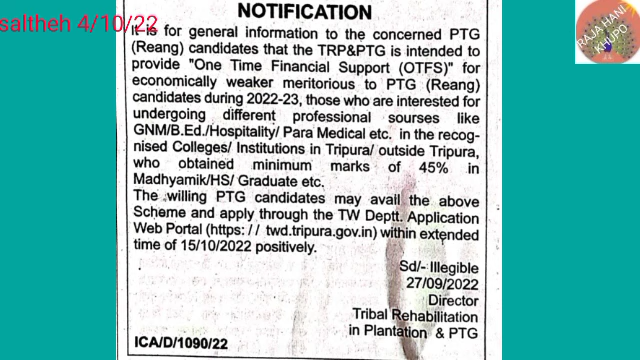 saltheh 4/10/22
NOTIFICATION
It is for general information to the concerned PTG
(Reang) candidates that the TRP&PTG is intended to
provide "One Time Financial Support (OTFS)" for
economically weaker meritorious to PTG (Reang)
candidates during 2022-23, those who are interested for
undergoing different professional sourses like
GNM/B.Ed./Hospitality/ Para Medical etc. in the recog-
nised Colleges/ Institutions in Tripura/ outside Tripura,
who obtained minimum marks of 45% in
Madhyamik/HS/ Graduate etc.
The willing PTG candidates may avail the above
Scheme and apply through the TW Deptt. Application
Web Portal (https: / / twd.tripura.gov.in) within extended
time of 15/10/2022 positively.
Sd/- Illegible
27/09/2022
Director
Tribal Rehabilitation
in Plantation & PTG
ICA/D/1090/22
RAJA HANI
KHUPO